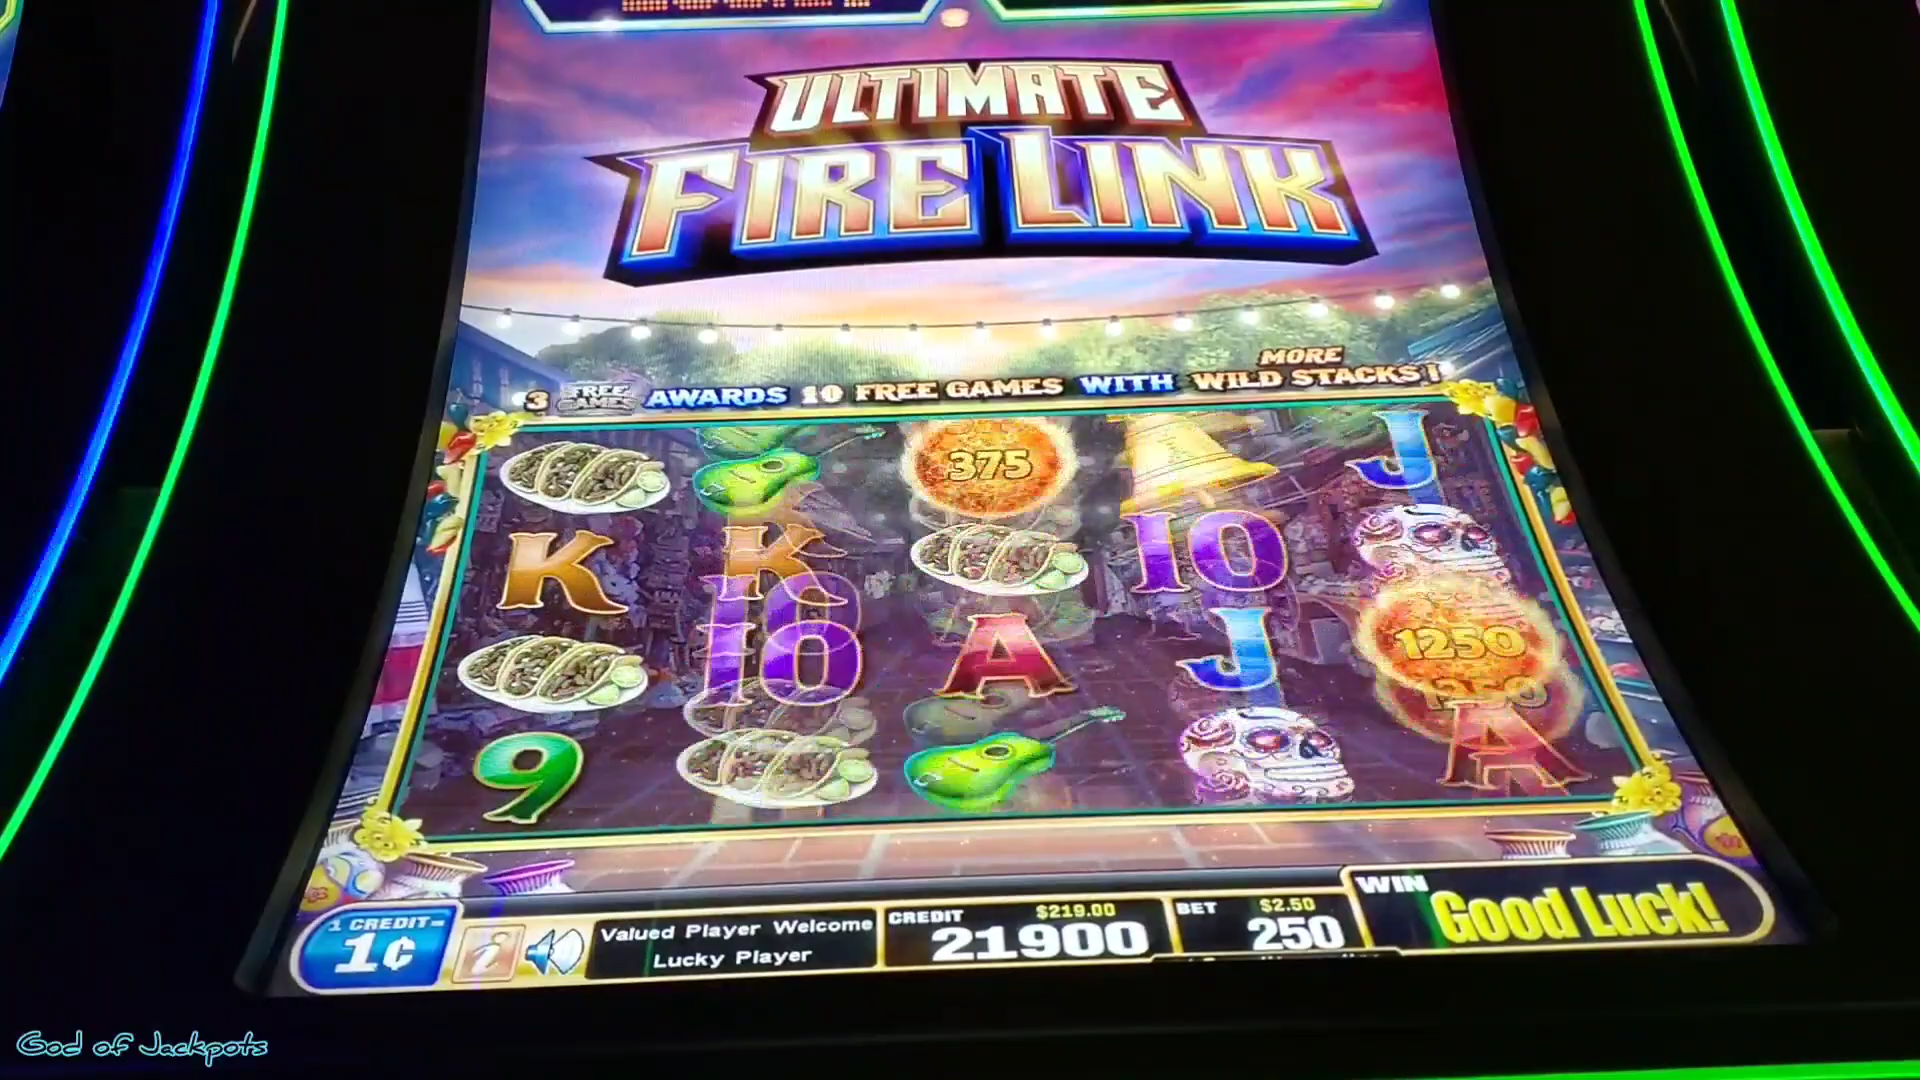 ULTIMATE
FIRE LINK
MORE
3 FREE GAMES AWARDS 10 FREE GAMES WITH WILD STACKS!
375
J
K
K
10
10
10
A
J
1250
1250
9
A
1 CREDIT=
1¢
i
Valued Player Welcome
Lucky Player
CREDIT
$219.00
21900
BET
$2.50
250
WIN
Good Luck!
God of Jackpots